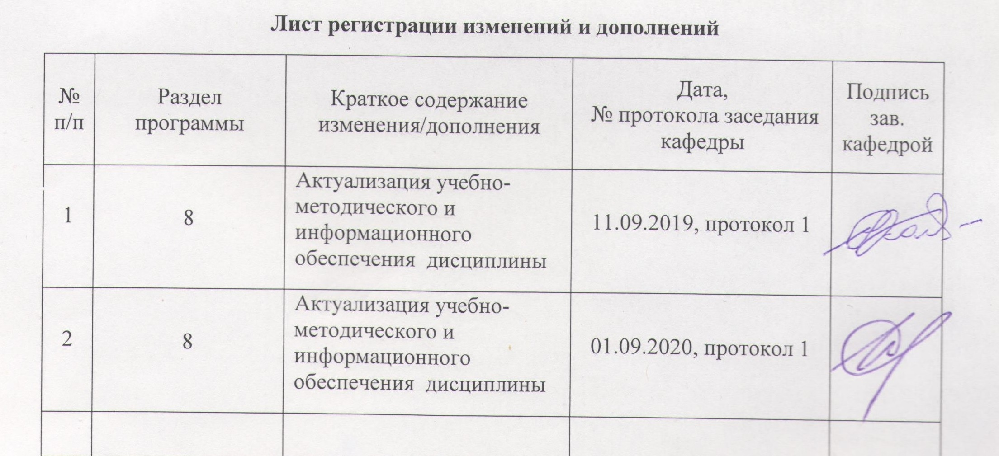 Лист регистрации изменений и дополнений
№
п/п
Раздел
программы
Краткое содержание
изменения/дополнения
Дата,
№ протокола заседания
кафедры
Подпись
зав.
кафедрой
1
8
Актуализация учебно-
методического и
информационного
обеспечения дисциплины
11.09.2019, протокол 1
2
8
Актуализация учебно-
методического и
информационного
обеспечения дисциплины
01.09.2020, протокол 1